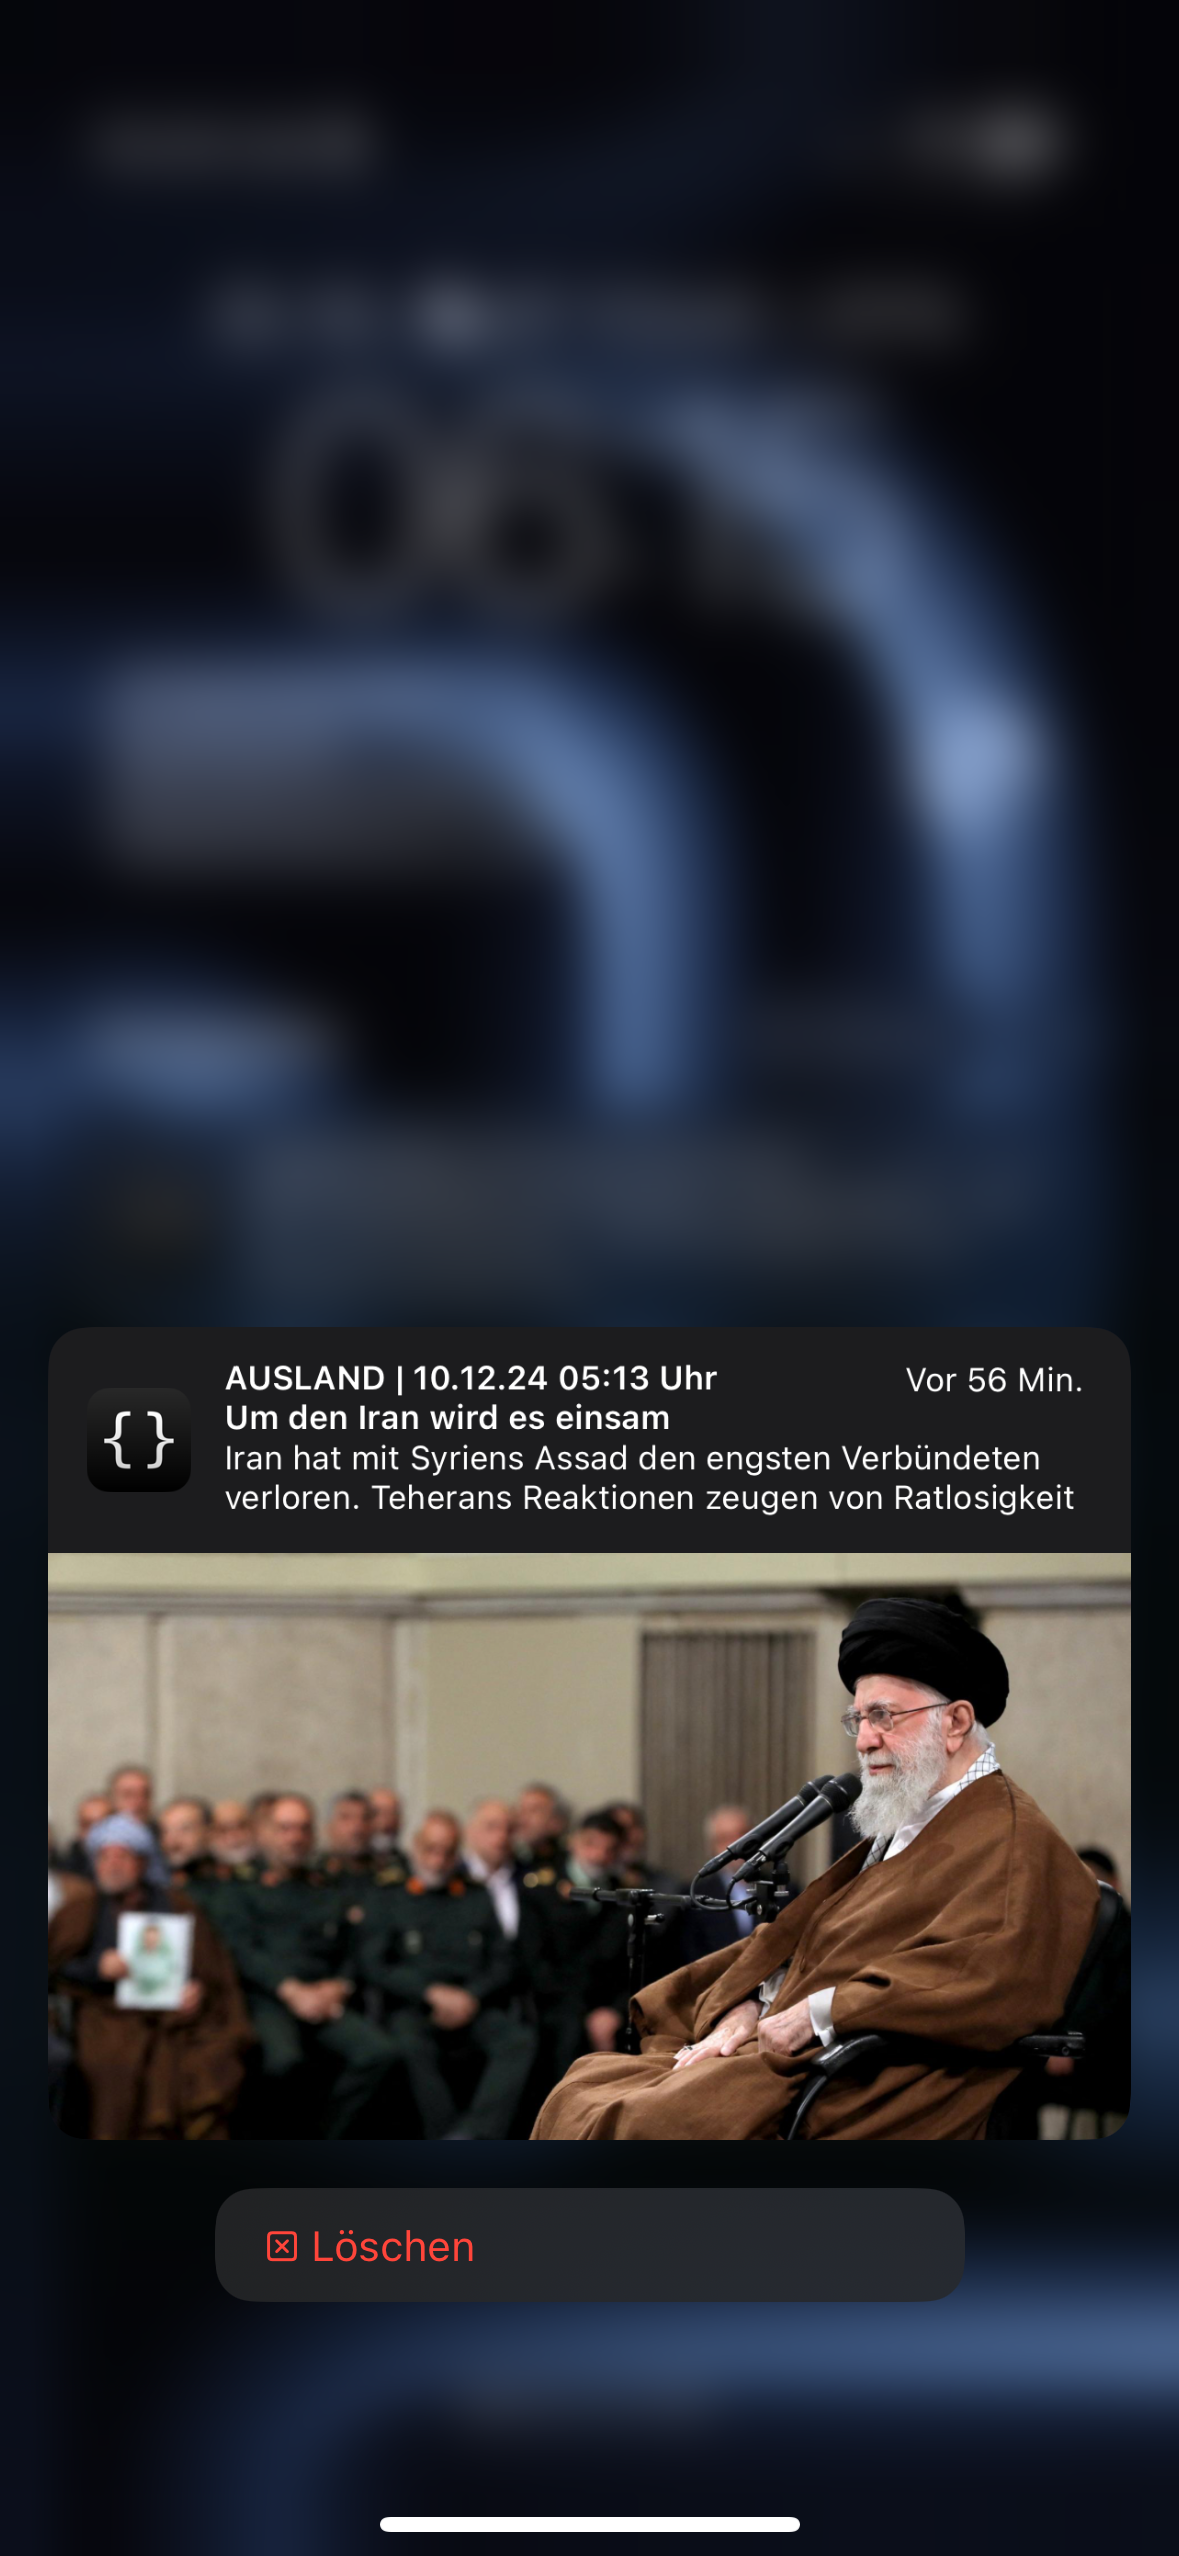 {}
AUSLAND | 10.12.24 05:13 Uhr
Vor 56 Min.
Um den Iran wird es einsam
Iran hat mit Syriens Assad den engsten Verbündeten
verloren. Teherans Reaktionen zeugen von Ratlosigkeit
Löschen